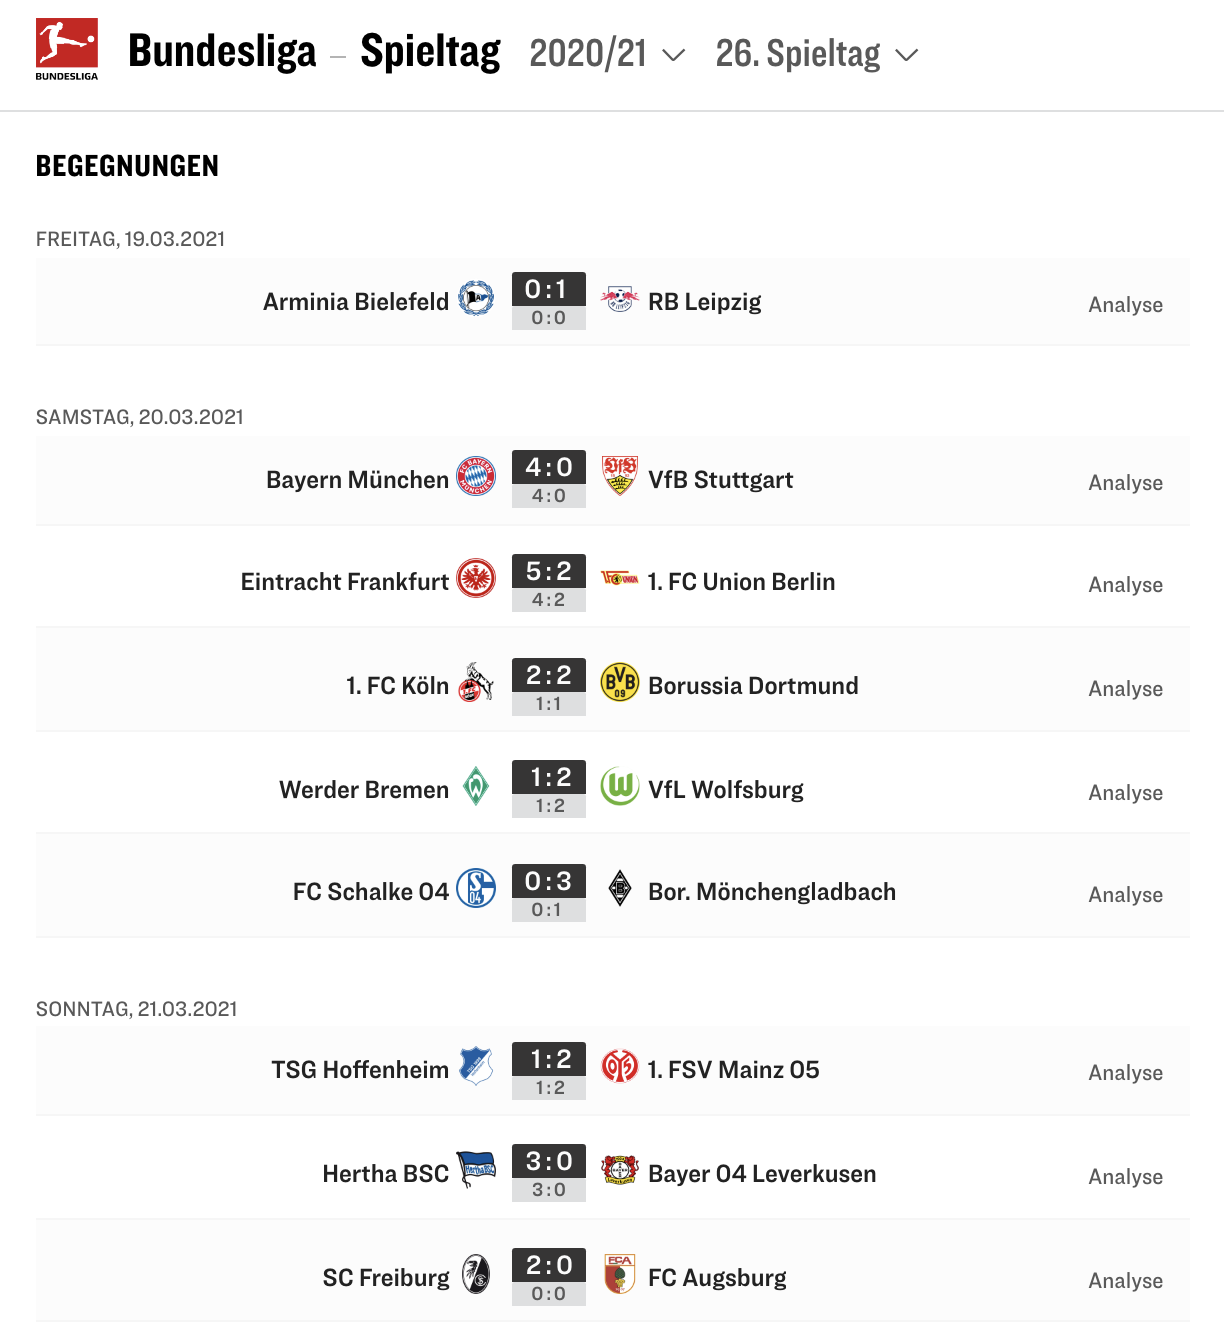 BUNDESLIGA
Bundesliga – Spieltag 2020/21 26. Spieltag
BEGEGNUNGEN
FREITAG, 19.03.2021
Arminia Bielefeld 0:1 RB Leipzig Analyse
0:0
SAMSTAG, 20.03.2021
Bayern München 4:0 VfB Stuttgart Analyse
4:0
Eintracht Frankfurt 5:2 1. FC Union Berlin Analyse
4:2
1. FC Köln 2:2 Borussia Dortmund Analyse
1:1
Werder Bremen 1:2 VfL Wolfsburg Analyse
1:2
FC Schalke 04 0:3 Bor. Mönchengladbach Analyse
0:1
SONNTAG, 21.03.2021
TSG Hoffenheim 1:2 1. FSV Mainz 05 Analyse
1:2
Hertha BSC 3:0 Bayer 04 Leverkusen Analyse
3:0
SC Freiburg 2:0 FC Augsburg Analyse
0:0